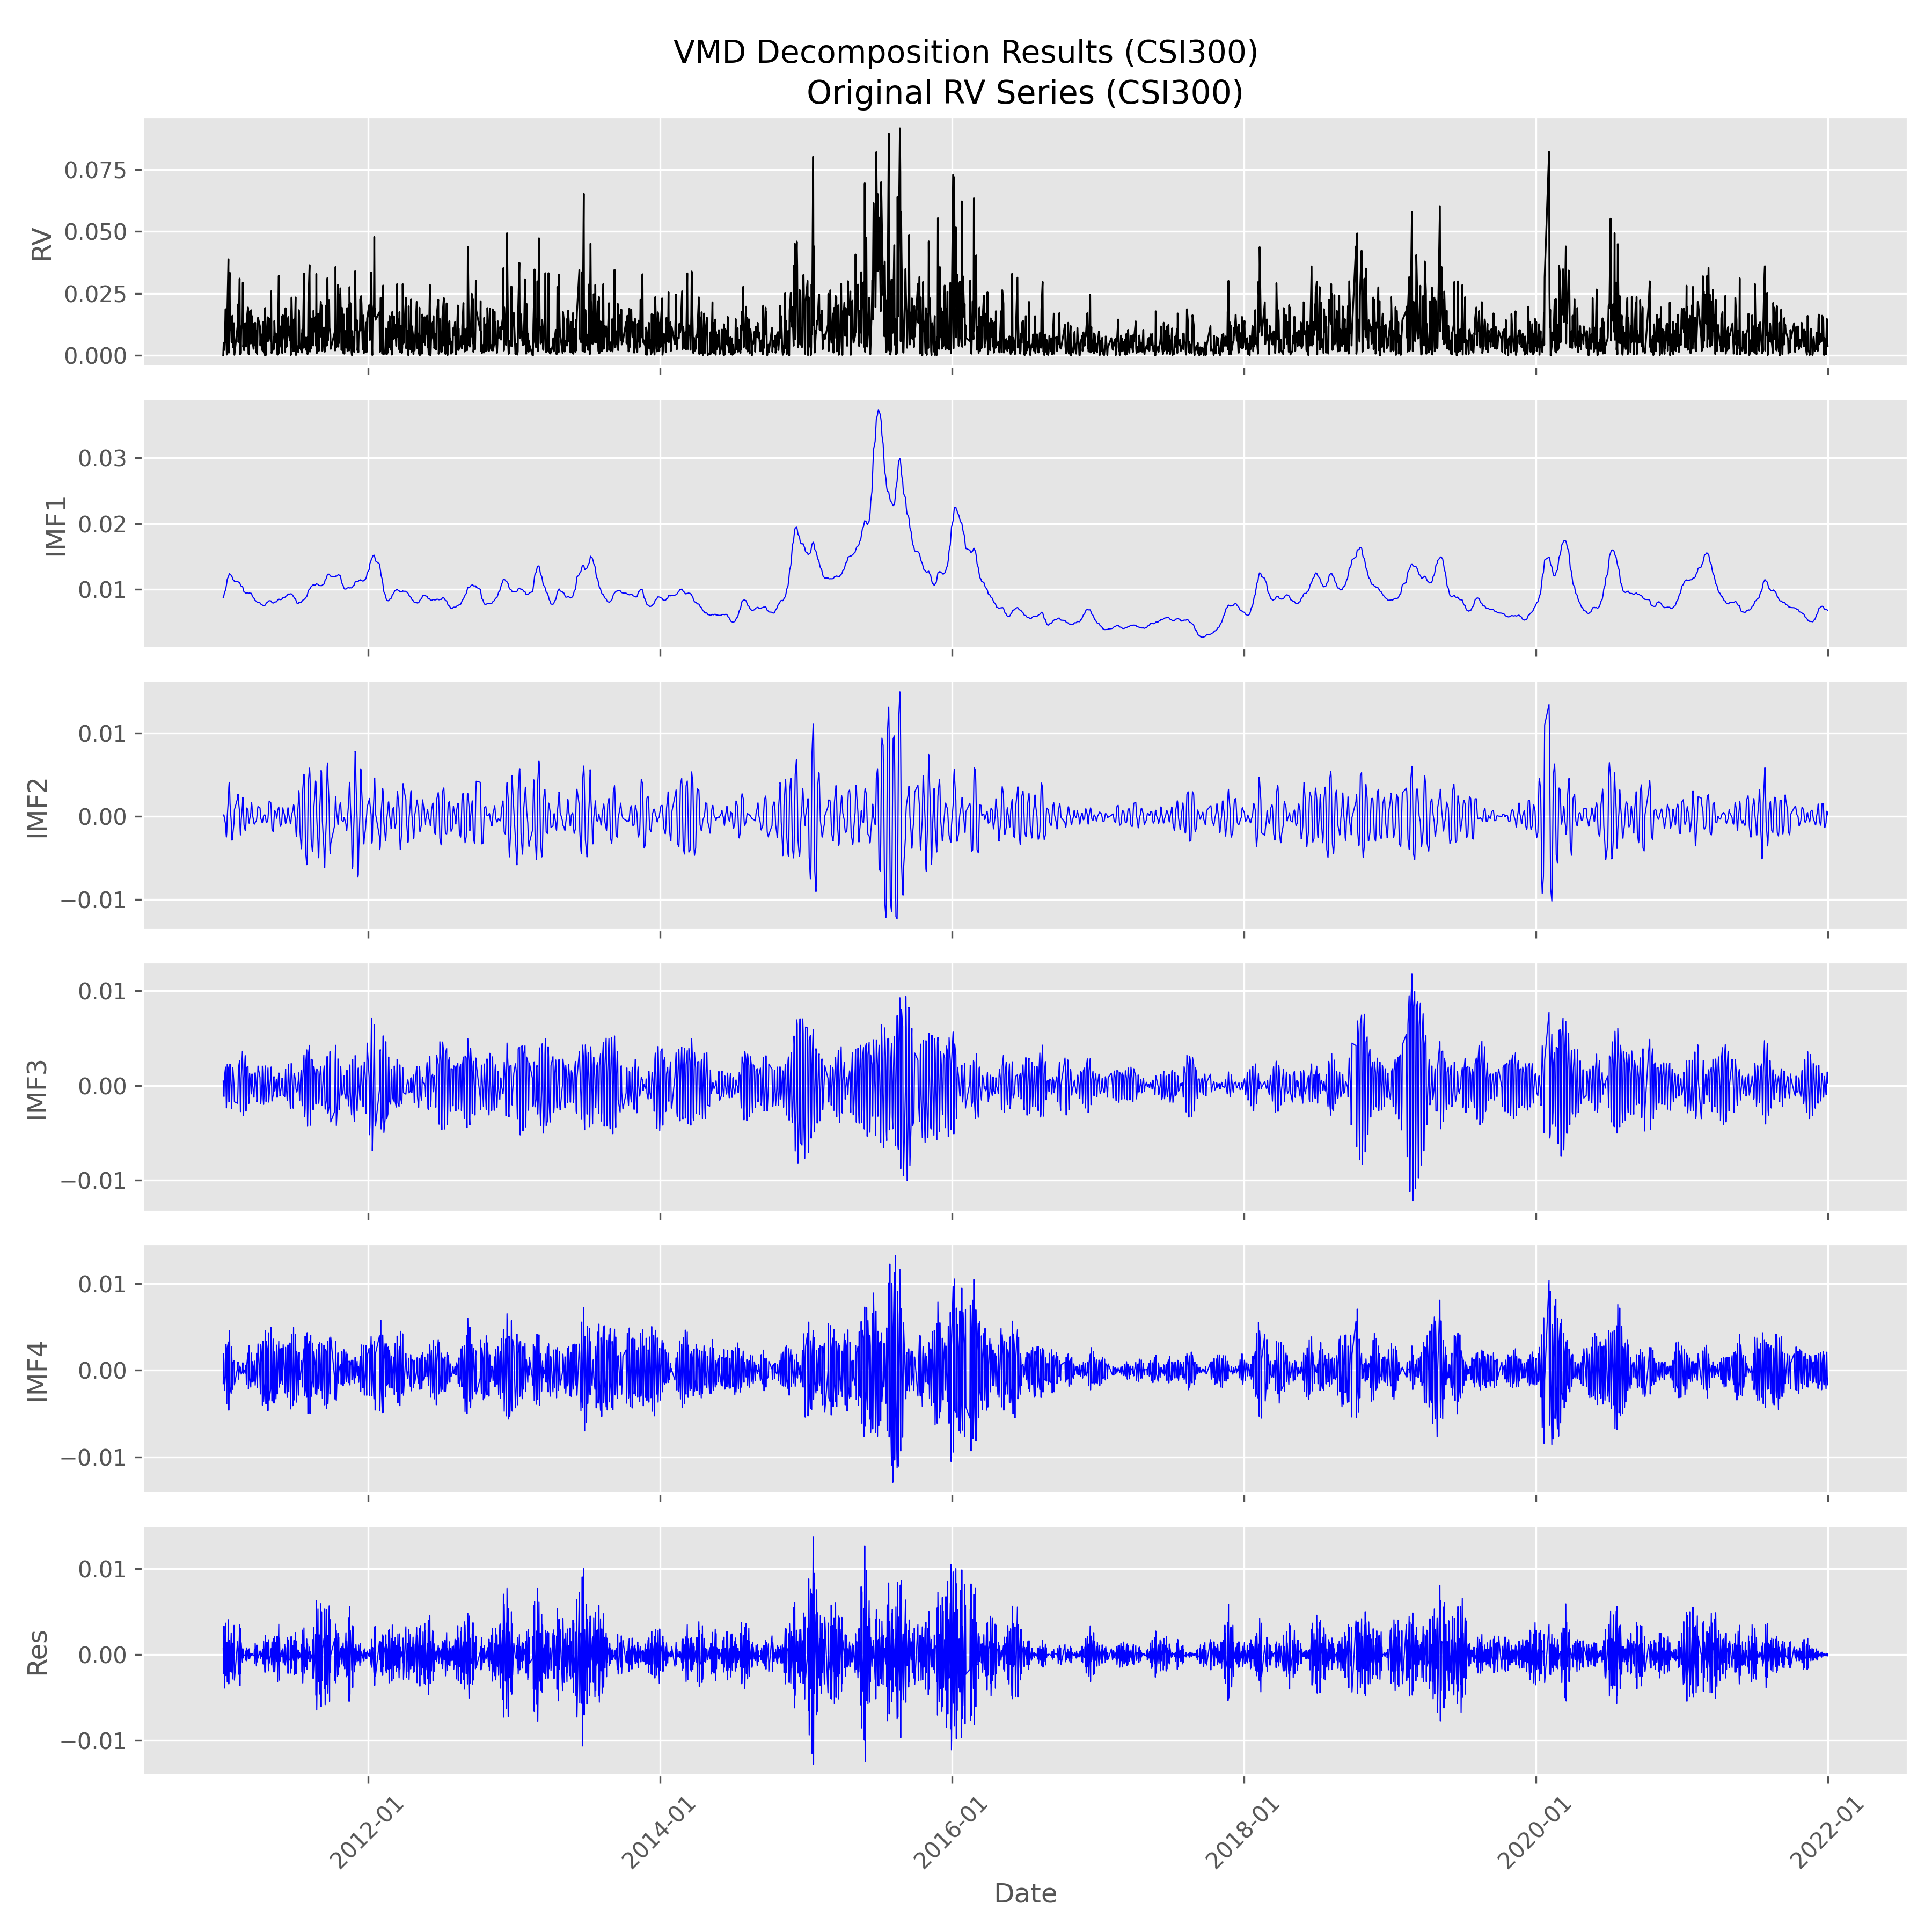 VMD Decomposition Results (CSI300)
Original RV Series (CSI300)
RV
0.075
0.050
0.025
0.000
IMF1
0.03
0.02
0.01
IMF2
0.01
0.00
−0.01
IMF3
0.01
0.00
−0.01
IMF4
0.01
0.00
−0.01
Res
0.01
0.00
−0.01
2012-01
2014-01
2016-01
2018-01
2020-01
2022-01
Date